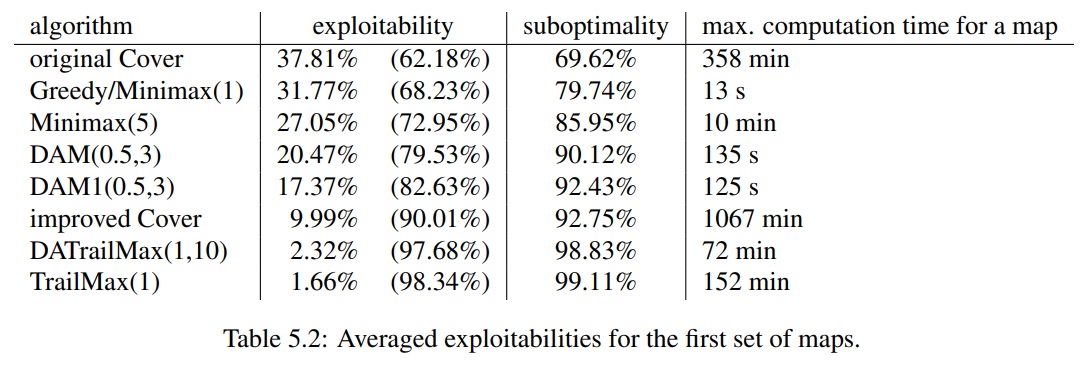 algorithm exploitability suboptimality max. computation time for a map
original Cover 37.81% (62.18%) 69.62% 358 min
Greedy/Minimax(1) 31.77% (68.23%) 79.74% 13 s
Minimax(5) 27.05% (72.95%) 85.95% 10 min
DAM(0.5,3) 20.47% (79.53%) 90.12% 135 s
DAM1(0.5,3) 17.37% (82.63%) 92.43% 125 s
improved Cover 9.99% (90.01%) 92.75% 1067 min
DATrailMax(1,10) 2.32% (97.68%) 98.83% 72 min
TrailMax(1) 1.66% (98.34%) 99.11% 152 min
Table 5.2: Averaged exploitabilities for the first set of maps.